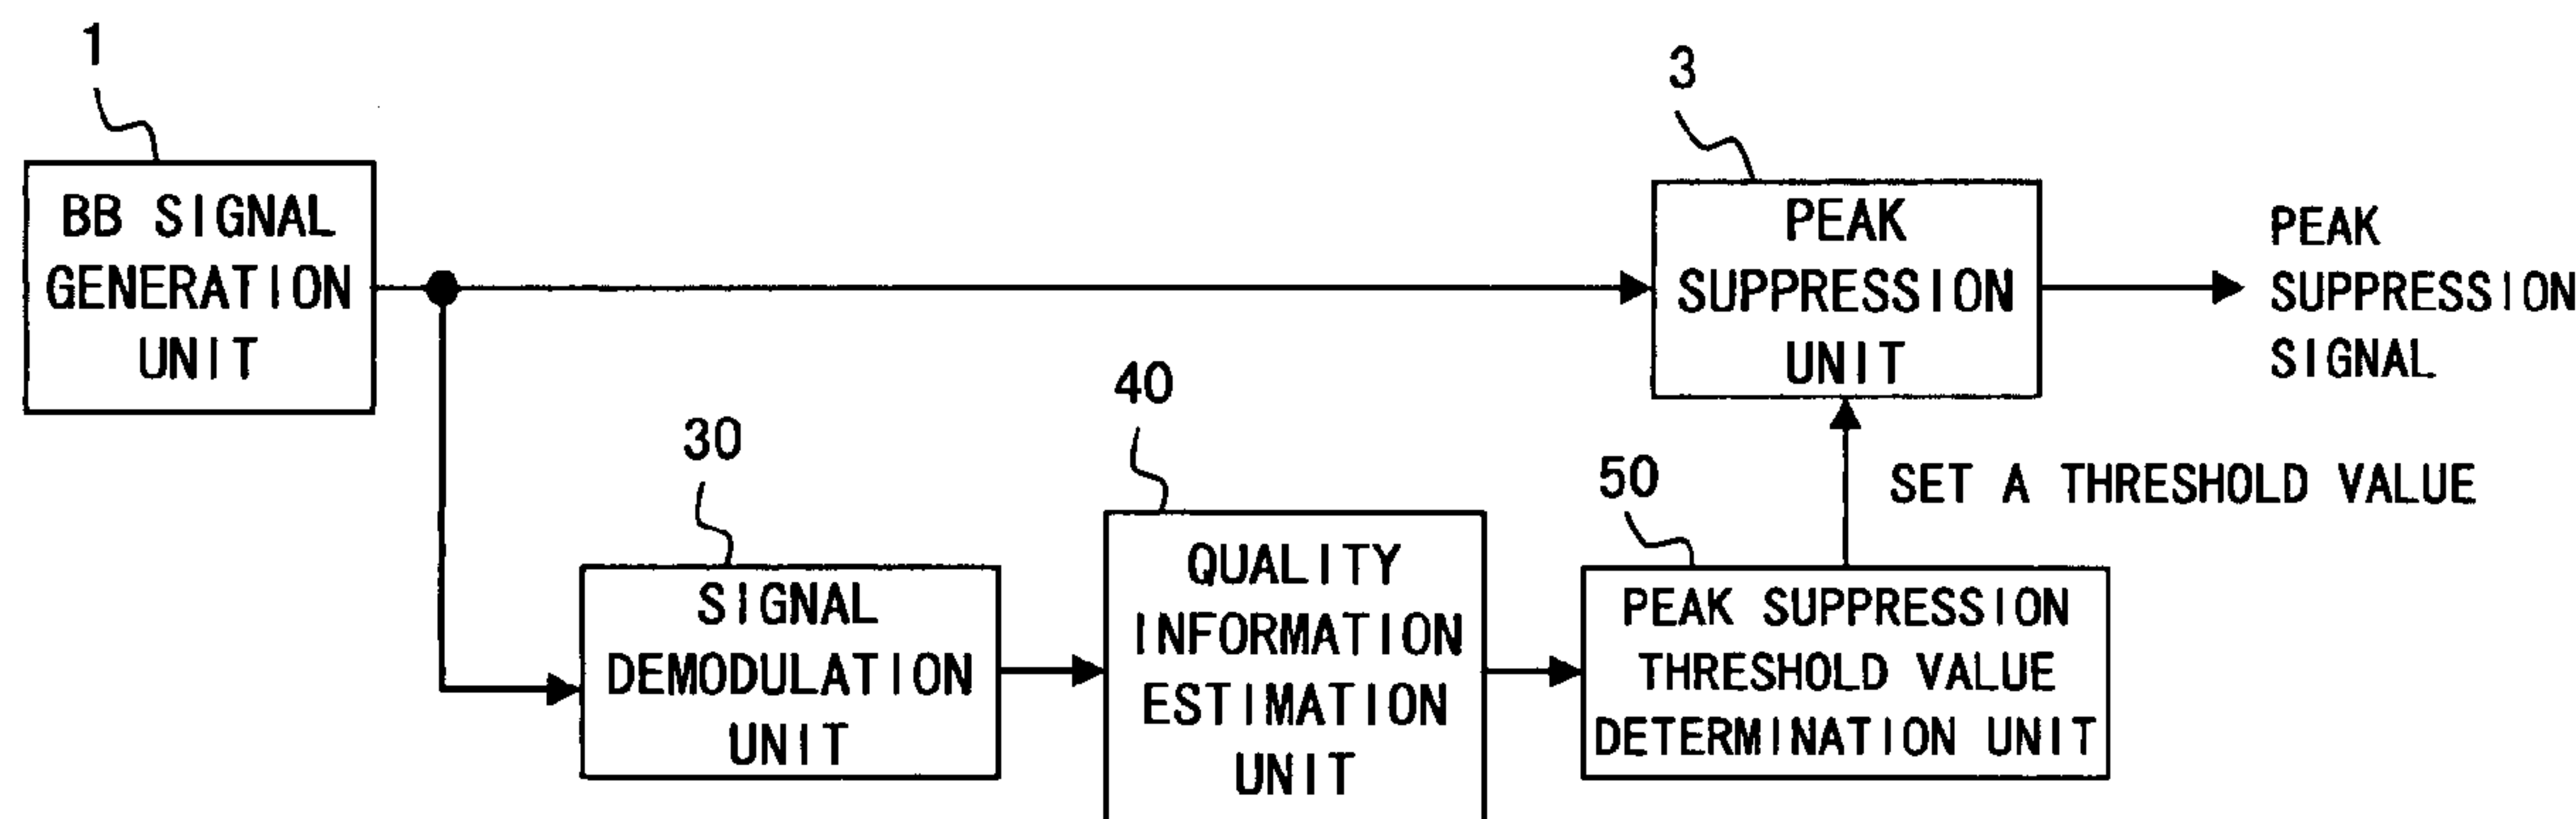 1
BB SIGNAL
GENERATION
UNIT
3
PEAK
SUPPRESSION
UNIT
PEAK
SUPPRESSION
SIGNAL
30
SIGNAL
DEMODULATION
UNIT
40
QUALITY
INFORMATION
ESTIMATION
UNIT
50
PEAK SUPPRESSION
THRESHOLD VALUE
DETERMINATION UNIT
SET A THRESHOLD VALUE